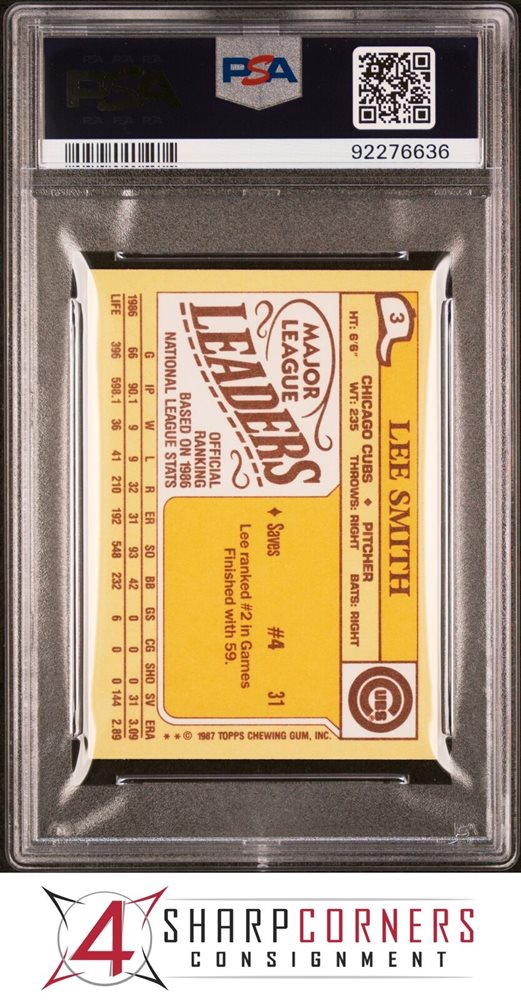 PSA
PSA
92276636
3
LEE SMITH
CHICAGO CUBS ♦ PITCHER
HT: 6'6" WT: 235 THROWS: RIGHT BATS: RIGHT
CUBS
MAJOR
LEAGUE
LEADERS
OFFICIAL
RANKING
BASED ON 1986
NATIONAL LEAGUE STATS
♦ Saves #4 31
Lee ranked #2 in Games
Finished with 59.
** © 1987 TOPPS CHEWING GUM, INC.
G IP W L R ER SO BB GS CG SHO SV ERA
1986 66 90.1 9 9 32 31 93 42 0 0 0 31 3.09
LIFE 396 598.1 36 41 210 192 548 232 6 0 0 144 2.89
4 SHARPCORNERS
CONSIGNMENT